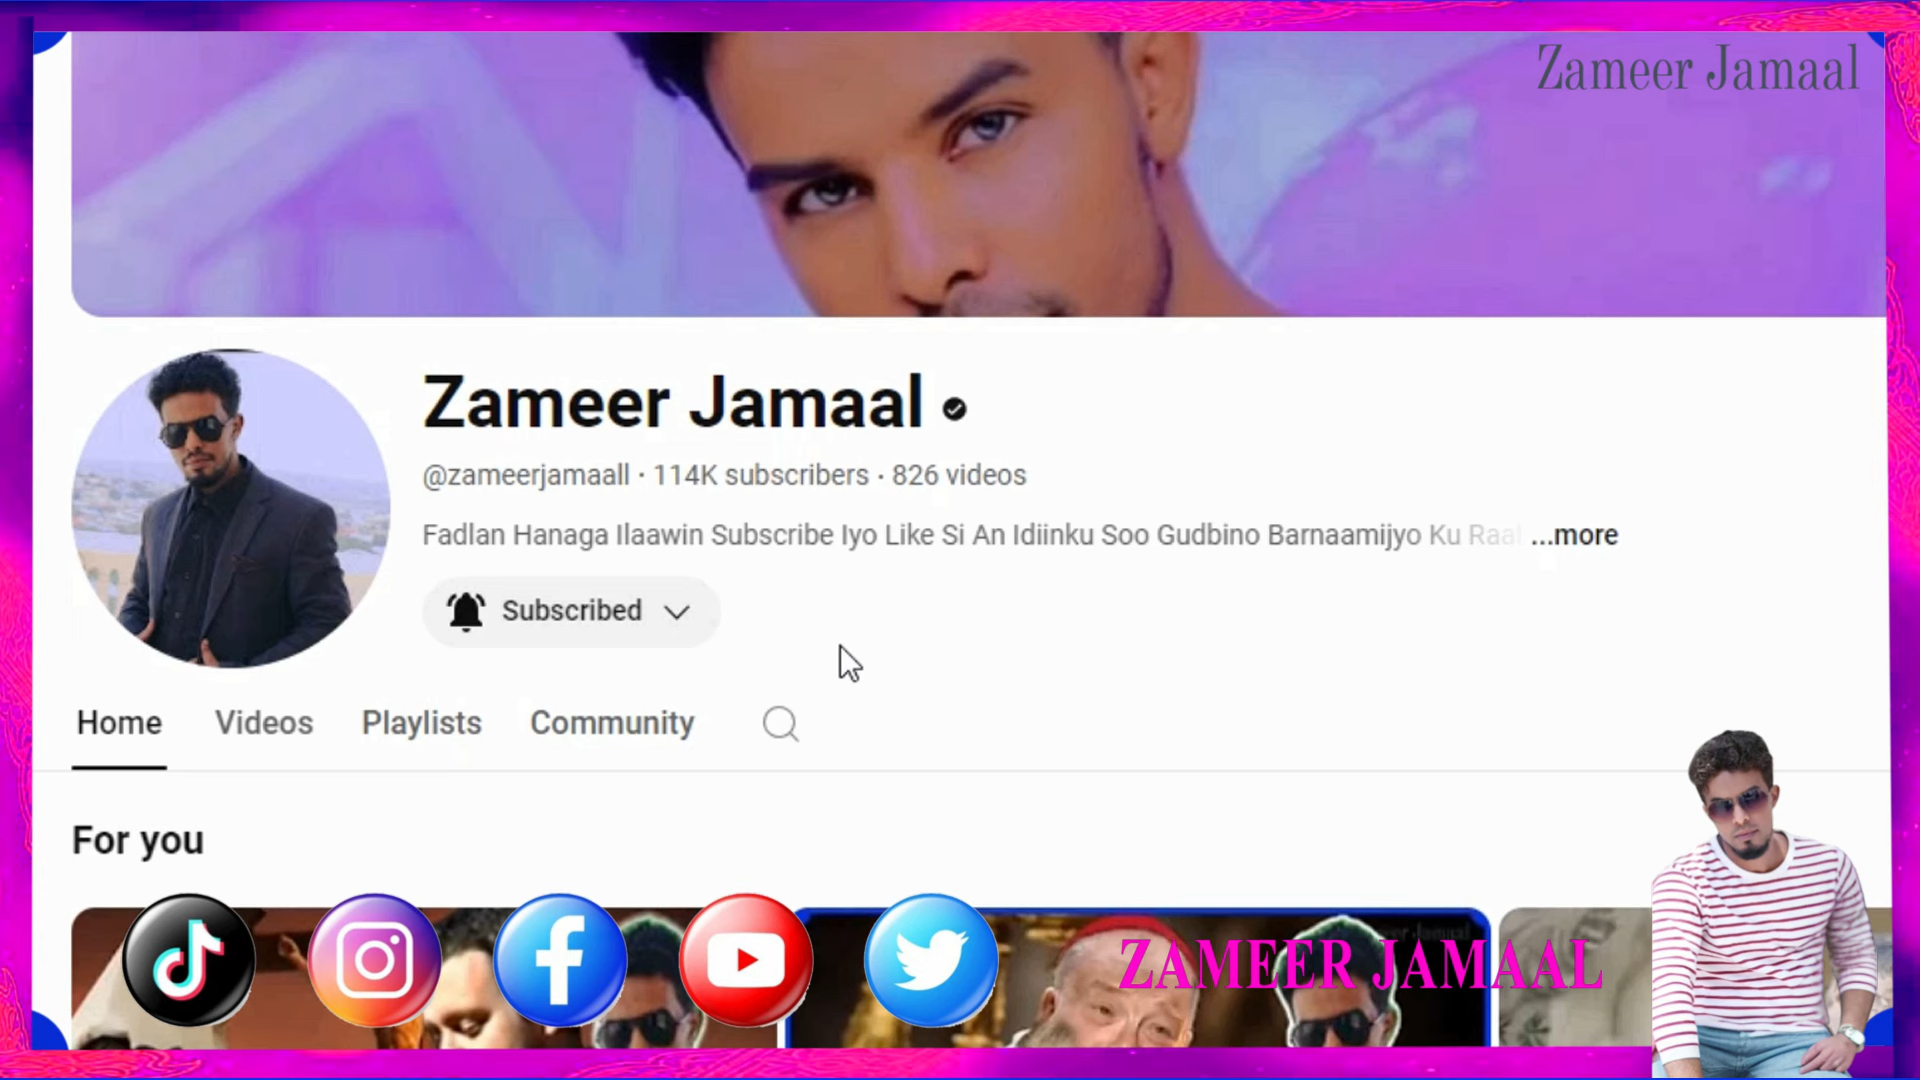 Zameer Jamaal
Zameer Jamaal
@zameerjamaall · 114K subscribers · 826 videos
Fadlan Hanaga Ilaawin Subscribe Iyo Like Si An Idiinku Soo Gudbino Barnaamijyo Ku Raa ...more
Subscribed
Home Videos Playlists Community
For you
ZAMEER JAMAAL